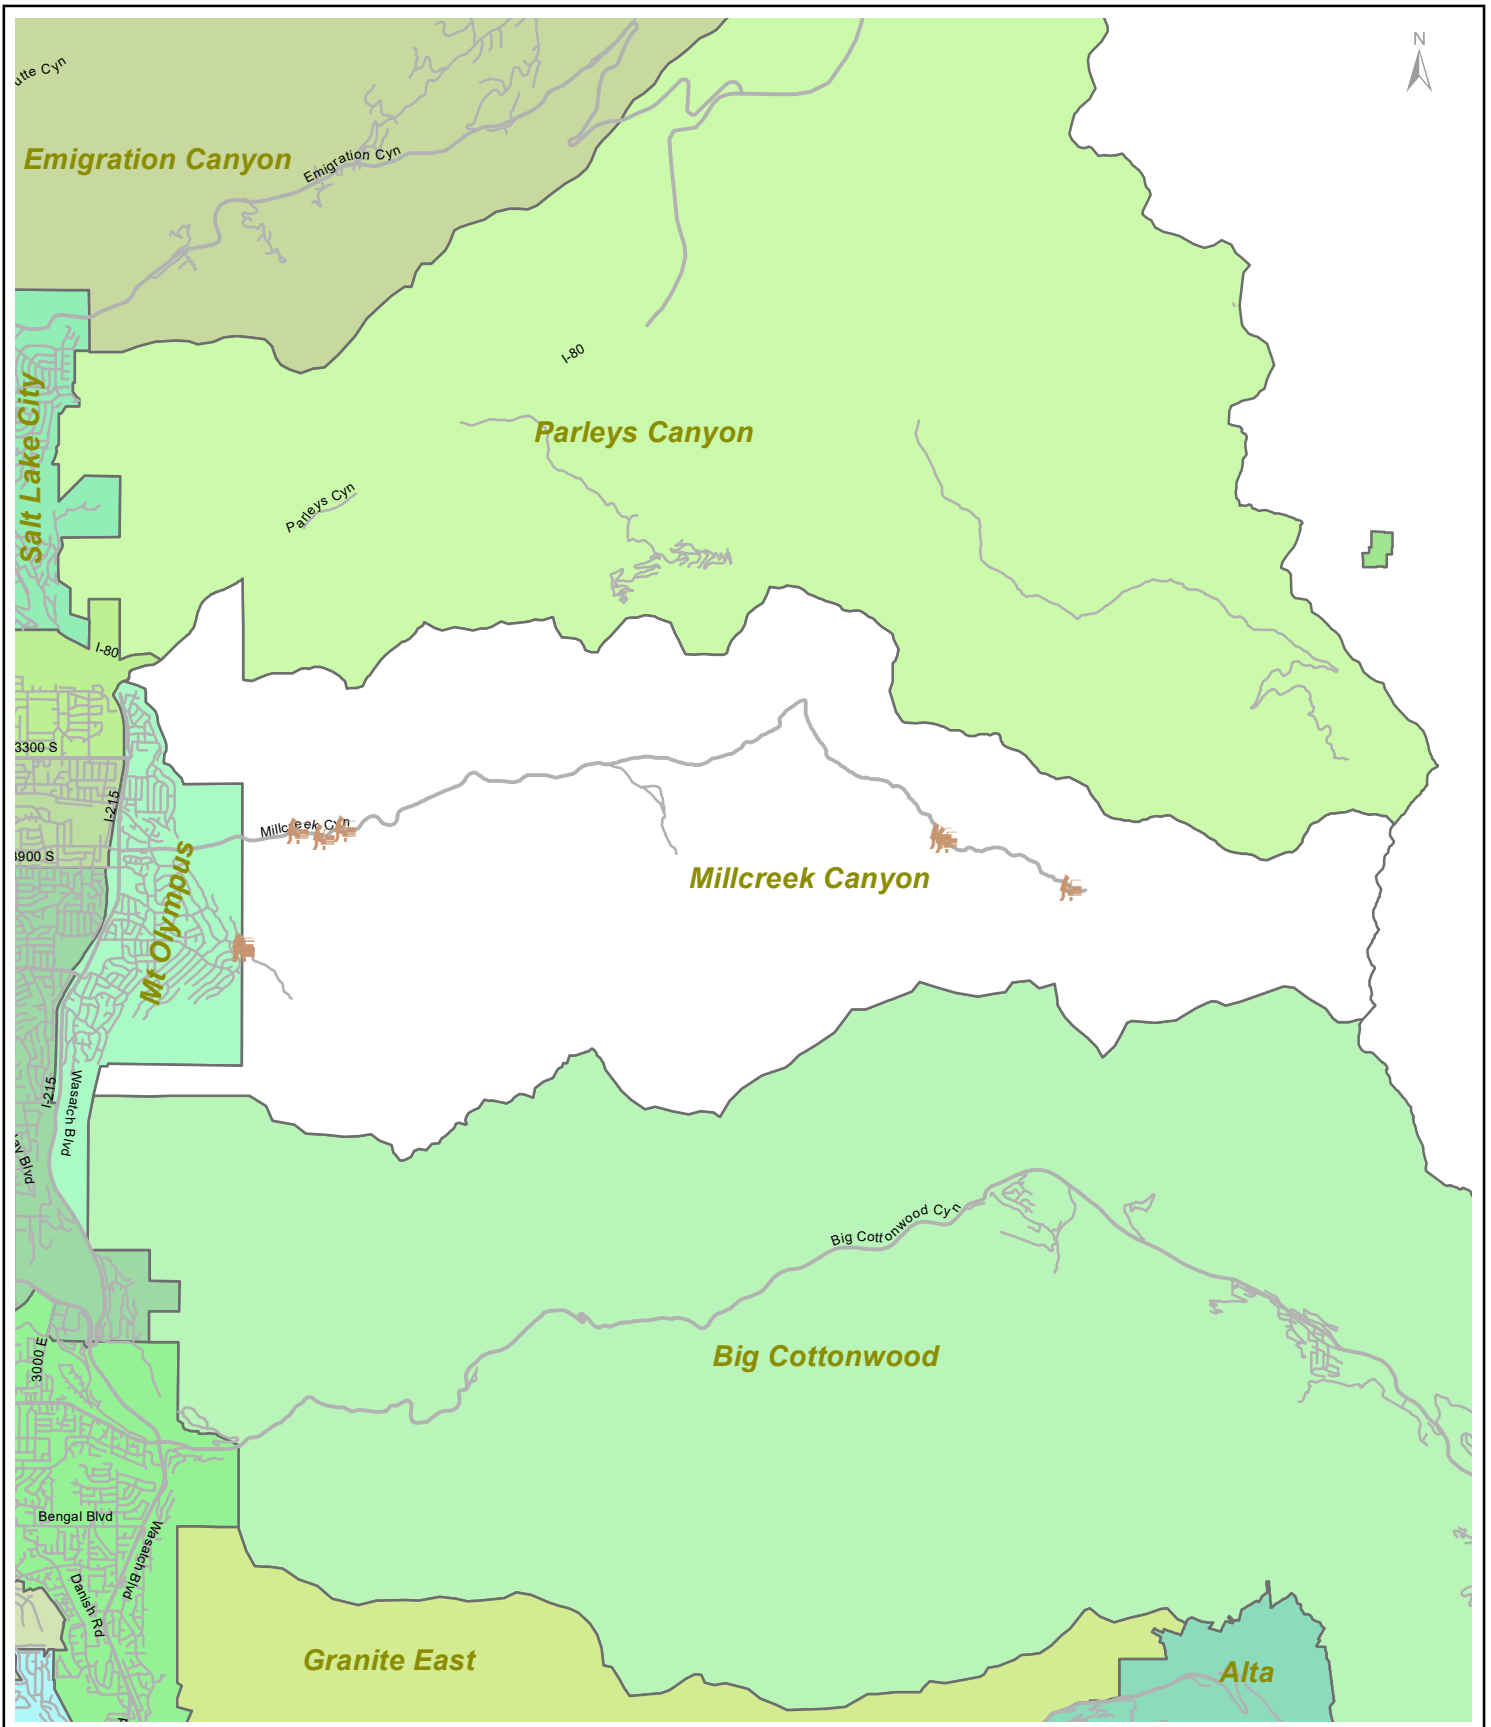 N
utte Cyn
Emigration Canyon
Emigration Cyn
I-80
Salt Lake City
Parleys Canyon
Parleys Cyn
I-80
3300 S
I-215
Millcreek Cyn
3900 S
Mt Olympus
Millcreek Canyon
I-215
Wasatch Blvd
ay Blvd
Big Cottonwood Cyn
3000 E
Big Cottonwood
Bengal Blvd
Wasatch Blvd
Danish Rd
Granite East
Alta